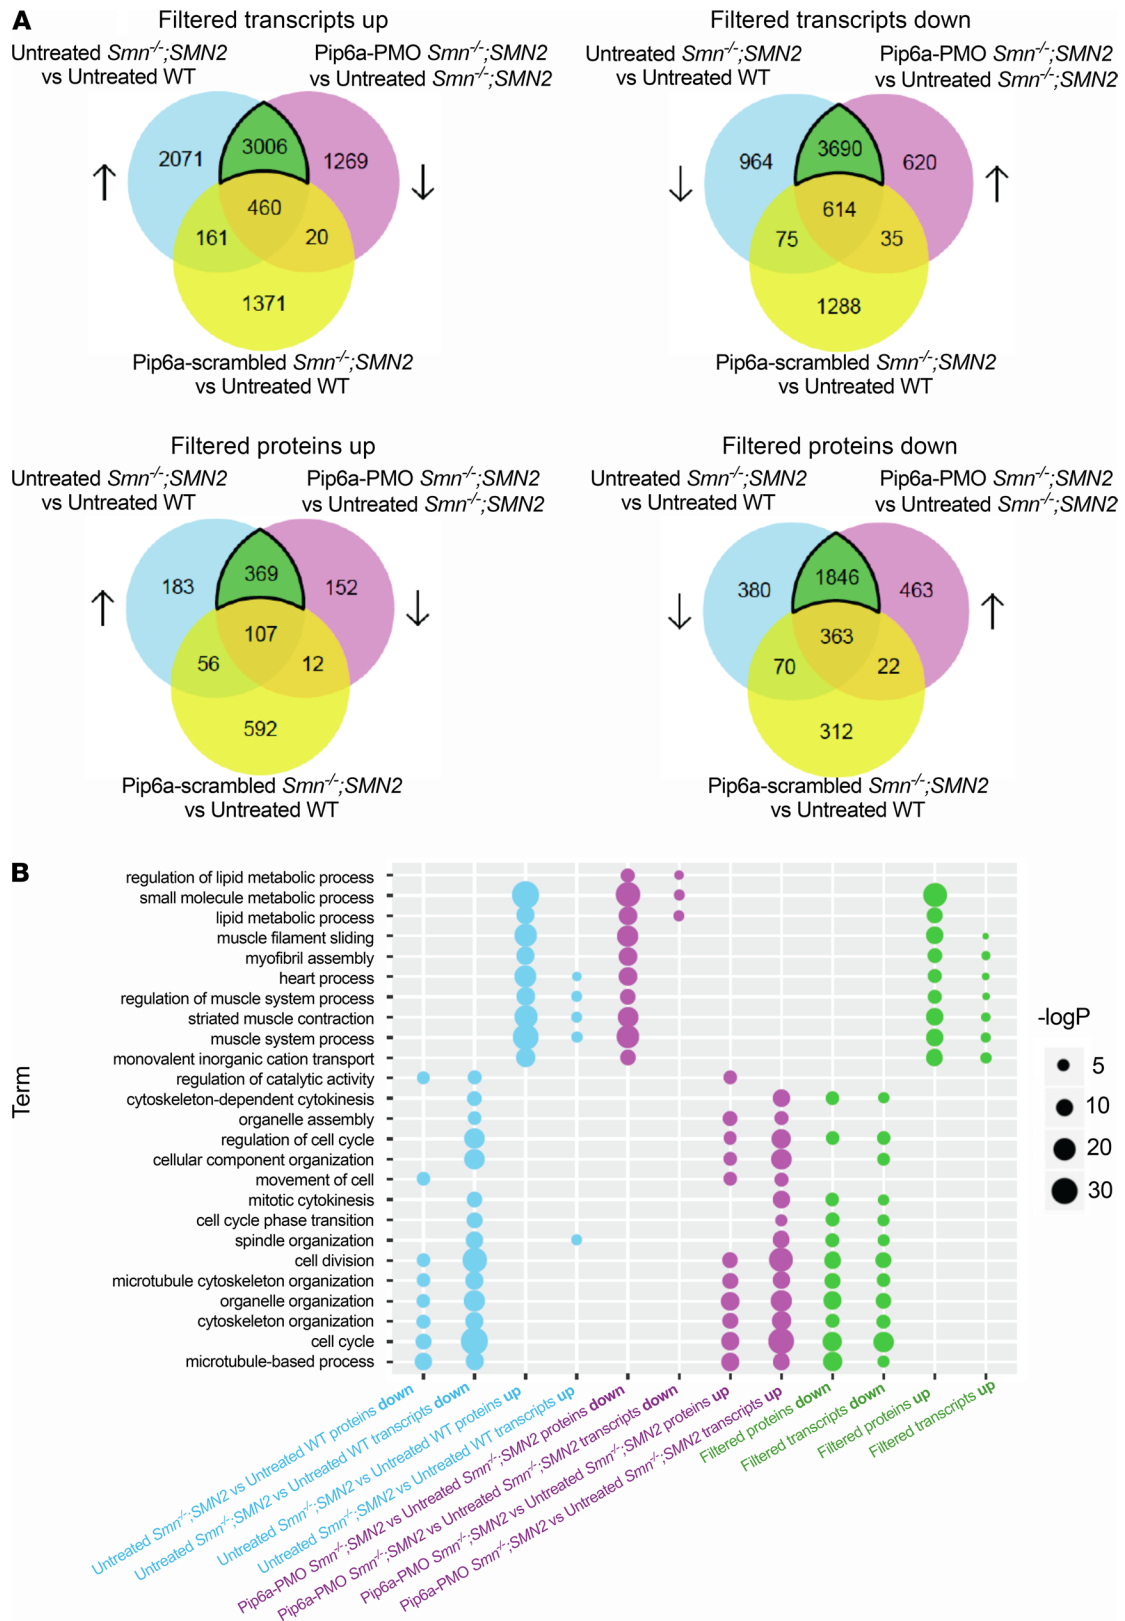 A
Filtered transcripts up
Filtered transcripts down
Untreated Smn-/-;SMN2
vs Untreated WT
Pip6a-PMO Smn-/-;SMN2
vs Untreated Smn-/-;SMN2
Untreated Smn-/-;SMN2
vs Untreated WT
Pip6a-PMO Smn-/-;SMN2
vs Untreated Smn-/-;SMN2
↑ 2071 3006 1269 ↓
460
161 20
1371
↓ 964 3690 620 ↑
614
75 35
1288
Pip6a-scrambled Smn-/-;SMN2
vs Untreated WT
Pip6a-scrambled Smn-/-;SMN2
vs Untreated WT
Filtered proteins up
Filtered proteins down
Untreated Smn-/-;SMN2
vs Untreated WT
Pip6a-PMO Smn-/-;SMN2
vs Untreated Smn-/-;SMN2
Untreated Smn-/-;SMN2
vs Untreated WT
Pip6a-PMO Smn-/-;SMN2
vs Untreated Smn-/-;SMN2
↑ 183 369 152 ↓
107
56 12
592
↓ 380 1846 463 ↑
363
70 22
312
Pip6a-scrambled Smn-/-;SMN2
vs Untreated WT
Pip6a-scrambled Smn-/-;SMN2
vs Untreated WT
B
Term
regulation of lipid metabolic process
small molecule metabolic process
lipid metabolic process
muscle filament sliding
myofibril assembly
heart process
regulation of muscle system process
striated muscle contraction
muscle system process
monovalent inorganic cation transport
regulation of catalytic activity
cytoskeleton-dependent cytokinesis
organelle assembly
regulation of cell cycle
cellular component organization
movement of cell
mitotic cytokinesis
cell cycle phase transition
spindle organization
cell division
microtubule cytoskeleton organization
organelle organization
cytoskeleton organization
cell cycle
microtubule-based process
-logP
5
10
20
30
Untreated Smn-/-;SMN2 vs Untreated WT proteins down
Untreated Smn-/-;SMN2 vs Untreated WT transcripts down
Untreated Smn-/-;SMN2 vs Untreated WT proteins up
Untreated Smn-/-;SMN2 vs Untreated WT transcripts up
Pip6a-PMO Smn-/-;SMN2 vs Untreated Smn-/-;SMN2 proteins down
Pip6a-PMO Smn-/-;SMN2 vs Untreated Smn-/-;SMN2 transcripts down
Pip6a-PMO Smn-/-;SMN2 vs Untreated Smn-/-;SMN2 proteins up
Pip6a-PMO Smn-/-;SMN2 vs Untreated Smn-/-;SMN2 transcripts up
Filtered proteins down
Filtered transcripts down
Filtered proteins up
Filtered transcripts up